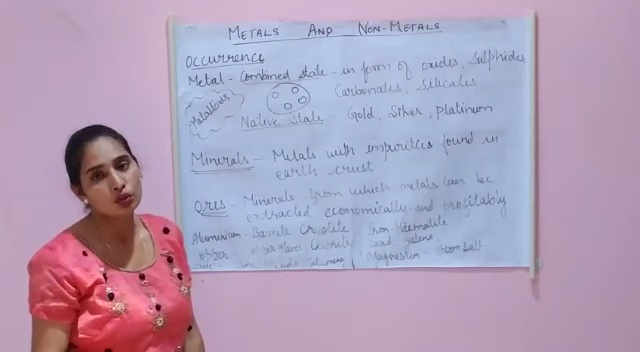 METALS AND NON-METALS
Occurrence
Metal - Combined state - in form of oxides, Sulphides,
Carbonates, Silicates
Metalloids
Native State - Gold, Silver, Platinum
Minerals - Metals with impurities found in
earth crust
Ores - Minerals from which metals can be
extracted economically and profitably
Aluminium - Cryolite Iron - Haematite
Lead - Galena
Magnesium -